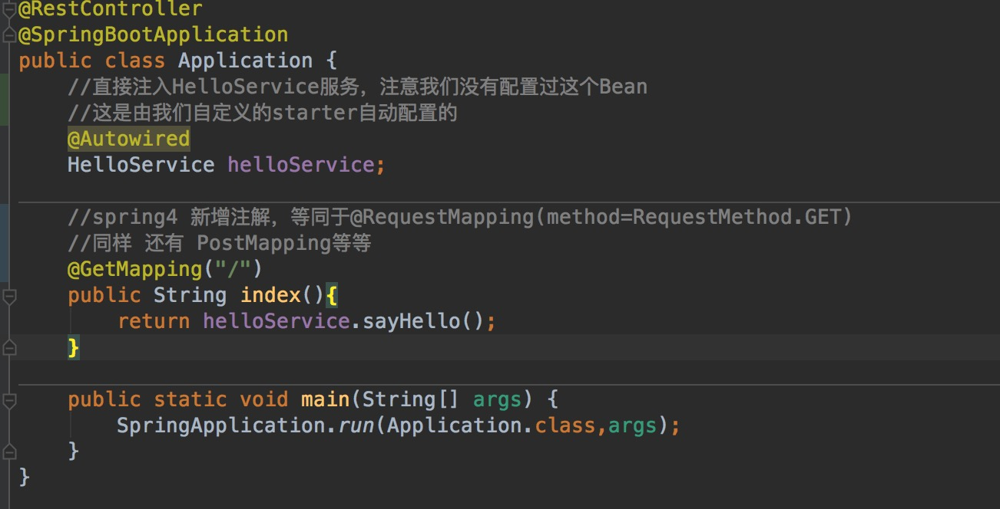 @RestController
@SpringBootApplication
public class Application {
//直接注入HelloService服务，注意我们没有配置过这个Bean
//这是由我们自定义的starter自动配置的
@Autowired
HelloService helloService;
//spring4 新增注解，等同于@RequestMapping(method=RequestMethod.GET)
//同样 还有 PostMapping等等
@GetMapping("/")
public String index(){
return helloService.sayHello();
}
public static void main(String[] args) {
SpringApplication.run(Application.class,args);
}
}